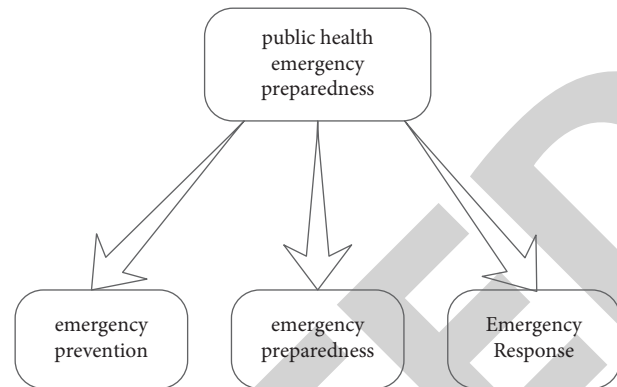 public health
emergency
preparedness
emergency
prevention
emergency
preparedness
Emergency
Response